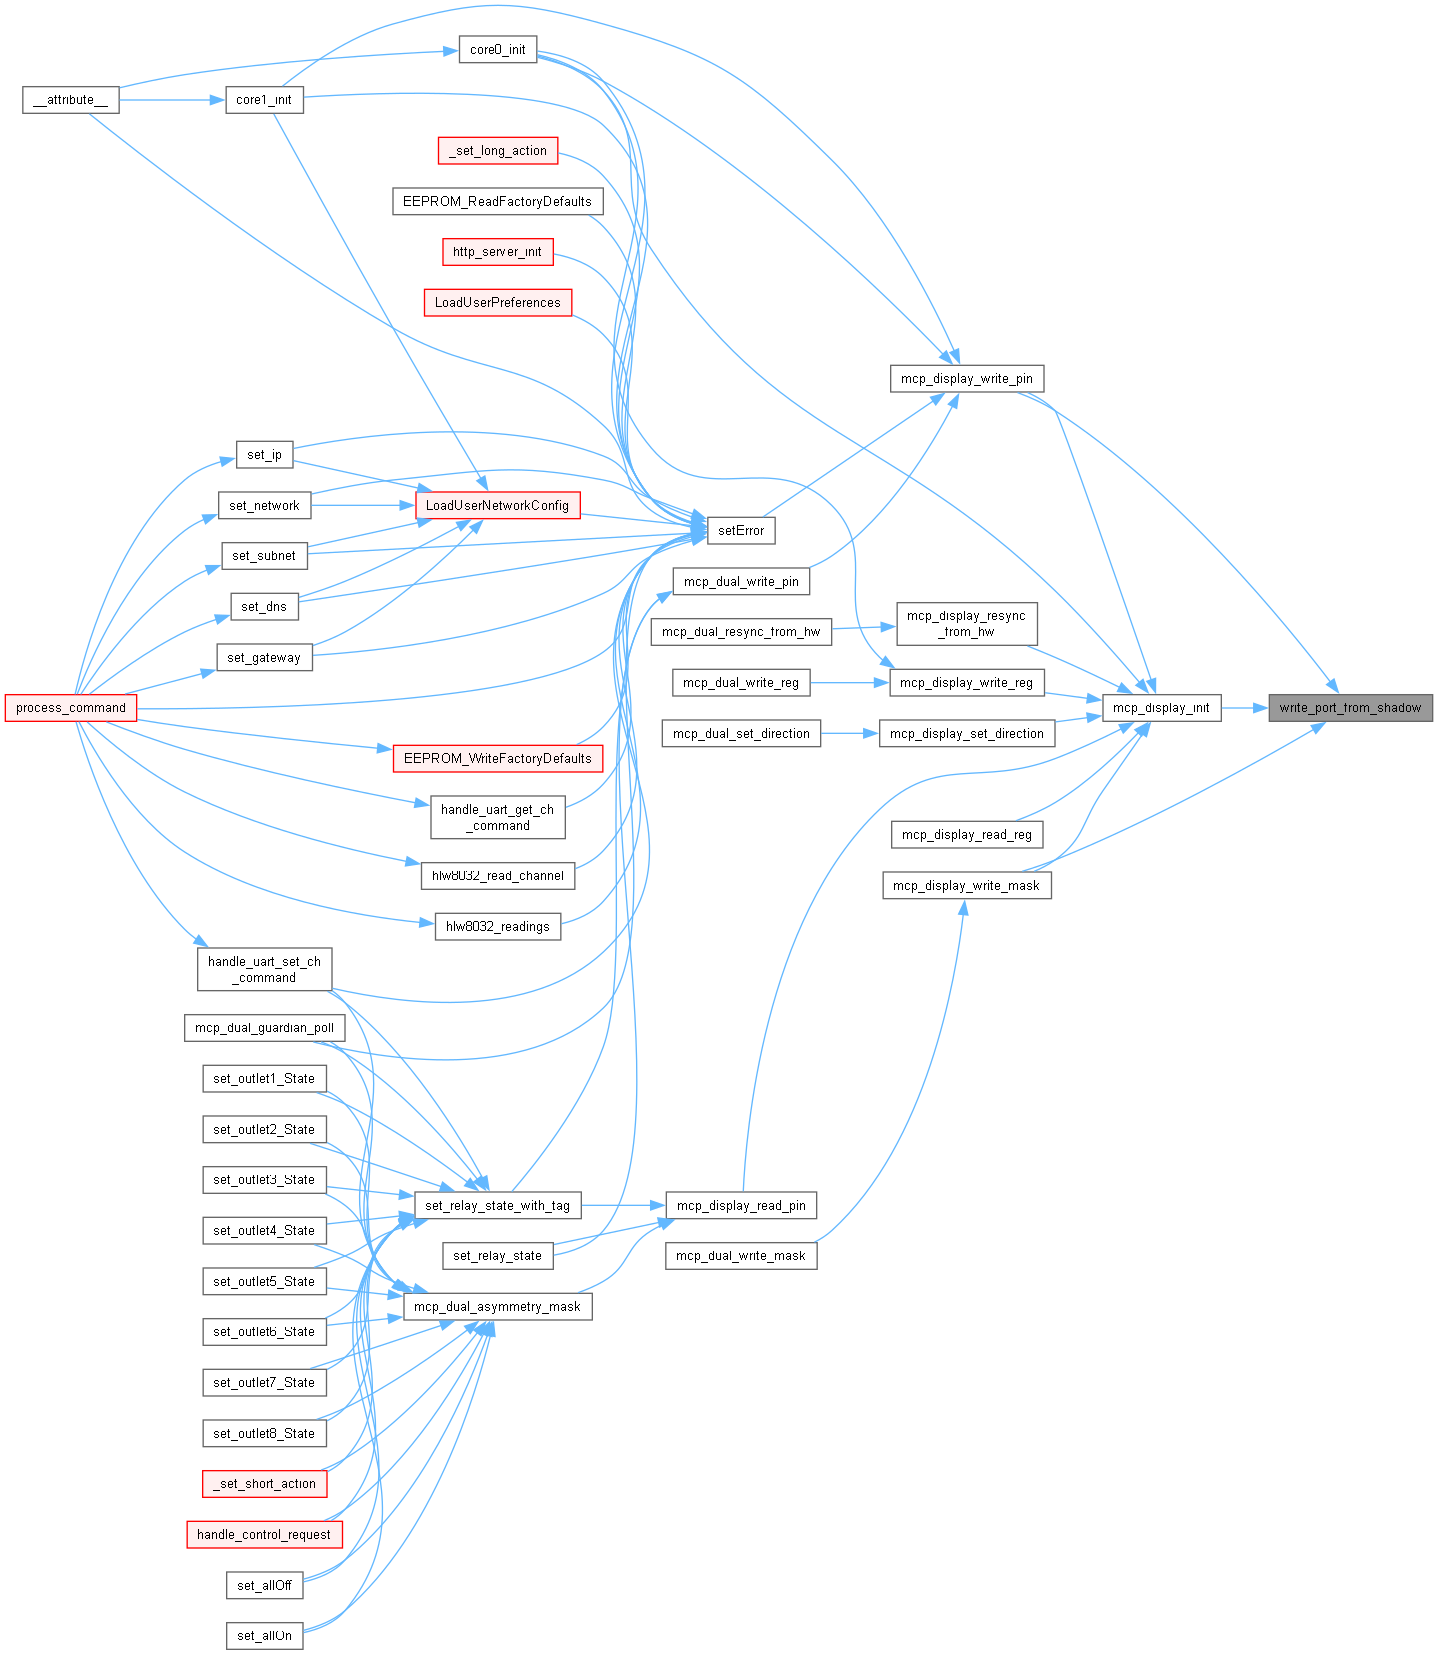 core0_init
__attribute__
core1_init
_set_long_action
EEPROM_ReadFactoryDefaults
http_server_init
LoadUserPreferences
mcp_display_write_pin
set_ip
set_network
LoadUserNetworkConfig
setError
set_subnet
mcp_dual_write_pin
set_dns
mcp_display_resync
_from_hw
mcp_dual_resync_from_hw
set_gateway
mcp_dual_write_reg
mcp_display_write_reg
process_command
mcp_display_init
write_port_from_shadow
mcp_dual_set_direction
mcp_display_set_direction
EEPROM_WriteFactoryDefaults
handle_uart_get_ch
_command
mcp_display_read_reg
hlw8032_read_channel
mcp_display_write_mask
hlw8032_readings
handle_uart_set_ch
_command
mcp_dual_guardian_poll
set_outlet1_State
set_outlet2_State
set_outlet3_State
set_relay_state_with_tag
mcp_display_read_pin
set_outlet4_State
set_relay_state
mcp_dual_write_mask
set_outlet5_State
mcp_dual_asymmetry_mask
set_outlet6_State
set_outlet7_State
set_outlet8_State
_set_short_action
handle_control_request
set_allOff
set_allOn